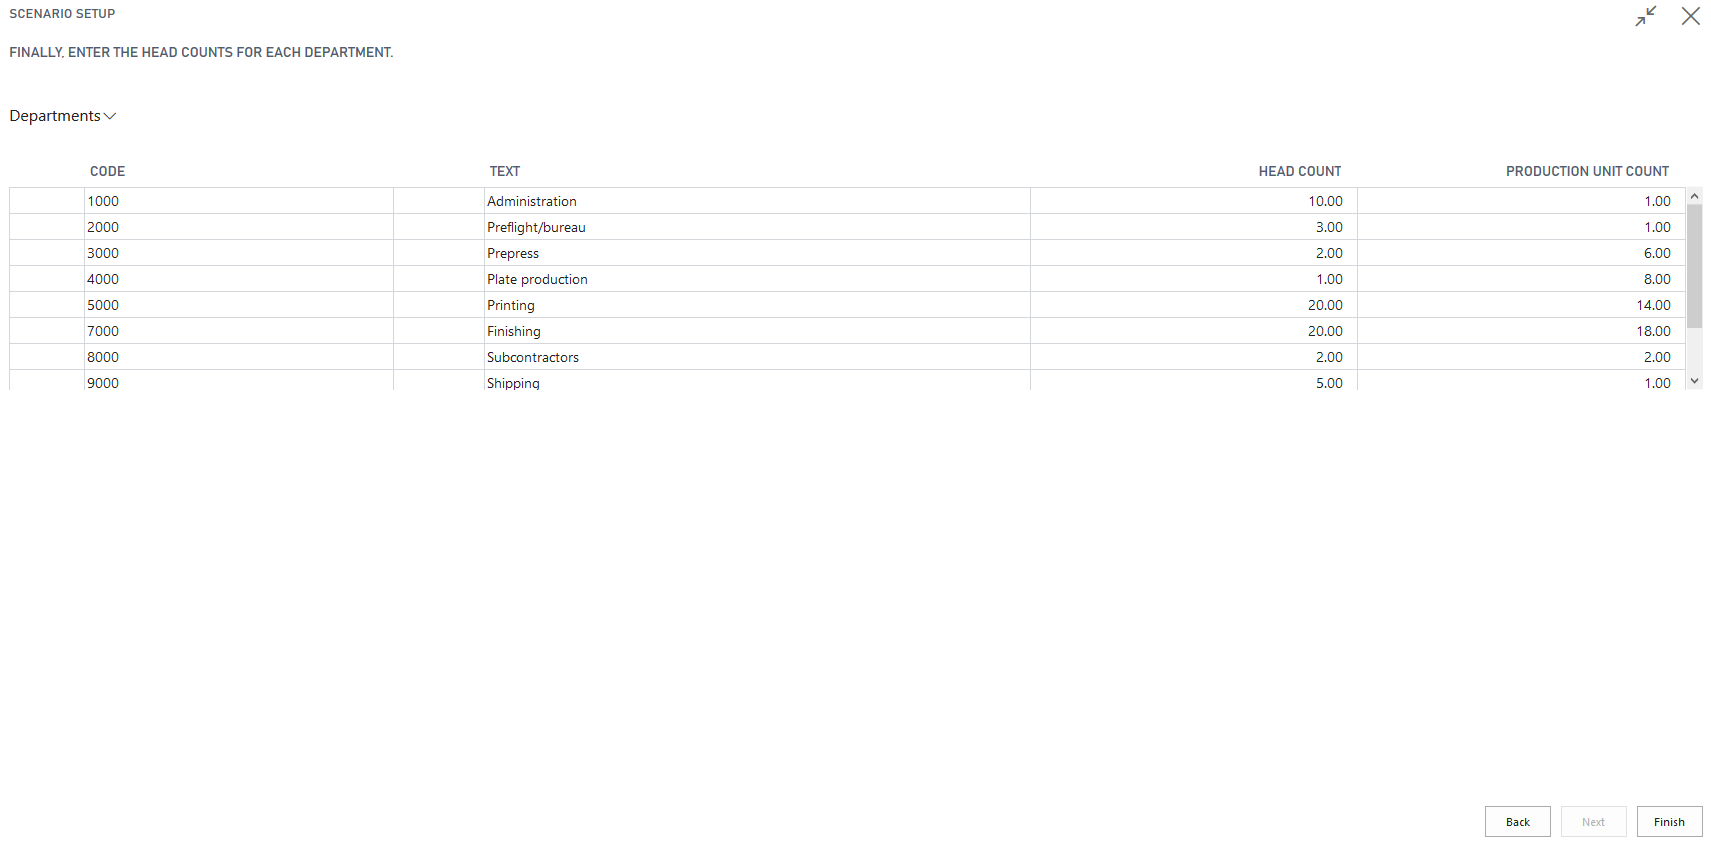 SCENARIO SETUP
FINALLY, ENTER THE HEAD COUNTS FOR EACH DEPARTMENT.
Departments
CODE TEXT HEAD COUNT PRODUCTION UNIT COUNT
1000 Administration 10.00 1.00
2000 Preflight/bureau 3.00 1.00
3000 Prepress 2.00 6.00
4000 Plate production 1.00 8.00
5000 Printing 20.00 14.00
7000 Finishing 20.00 18.00
8000 Subcontractors 2.00 2.00
9000 Shipping 5.00 1.00
Back Next Finish